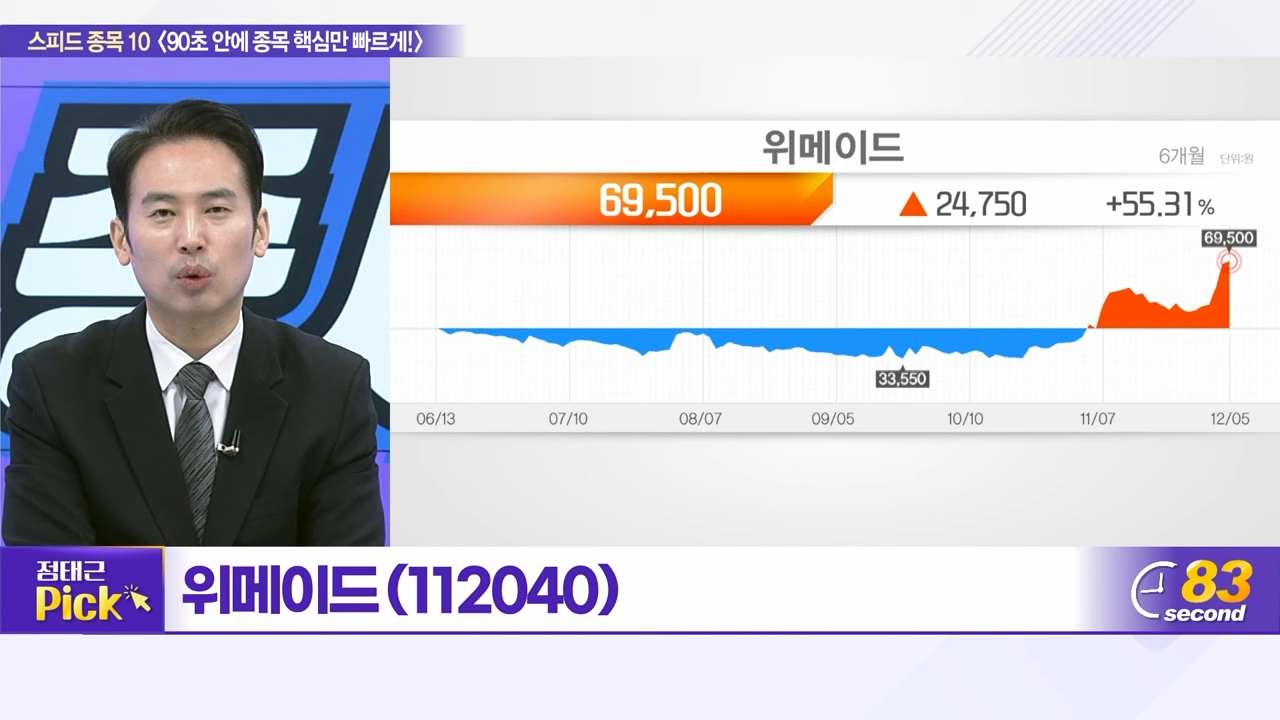 스피드 종목 10 〈90초 안에 종목 핵심만 빠르게!〉
위메이드
6개월 단위:원
69,500 ▲ 24,750 +55.31%
69,500
33,550
06/13 07/10 08/07 09/05 10/10 11/07 12/05
정태근
Pick
위메이드(112040)
83
second